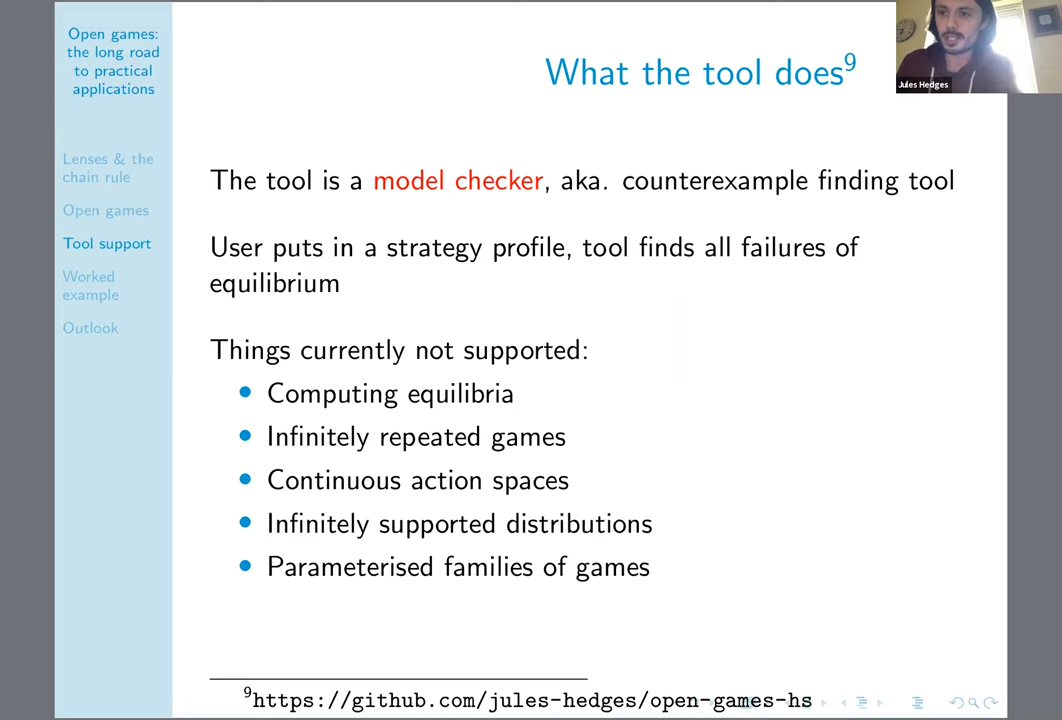 Open games:
the long road
to practical
applications
Lenses & the
chain rule
Open games
Tool support
Worked
example
Outlook
What the tool does9
Jules Hedges
The tool is a model checker, aka. counterexample finding tool
User puts in a strategy profile, tool finds all failures of
equilibrium
Things currently not supported:
• Computing equilibria
• Infinitely repeated games
• Continuous action spaces
• Infinitely supported distributions
• Parameterised families of games
9https://github.com/jules-hedges/open-games-hs